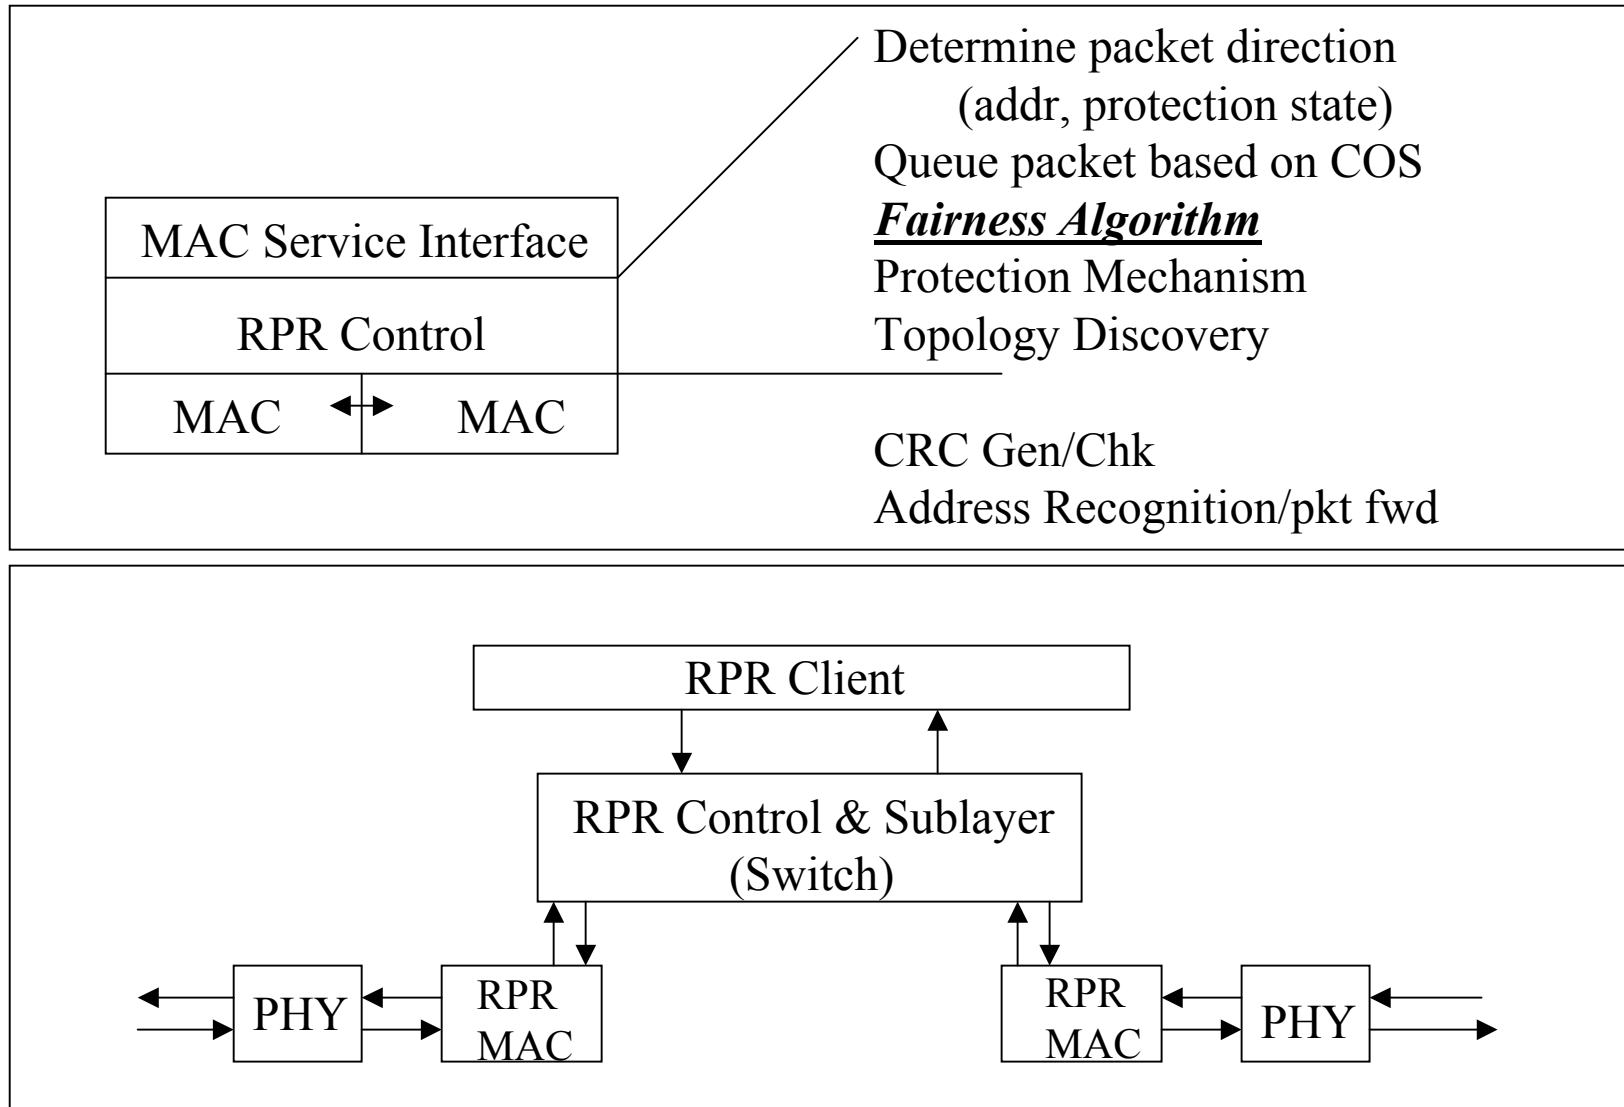 Determine packet direction
(addr, protection state)
Queue packet based on COS
Fairness Algorithm
Protection Mechanism
Topology Discovery
CRC Gen/Chk
Address Recognition/pkt fwd
MAC Service Interface
RPR Control
MAC
MAC
RPR Client
RPR Control & Sublayer
(Switch)
PHY
RPR
MAC
RPR
MAC
PHY